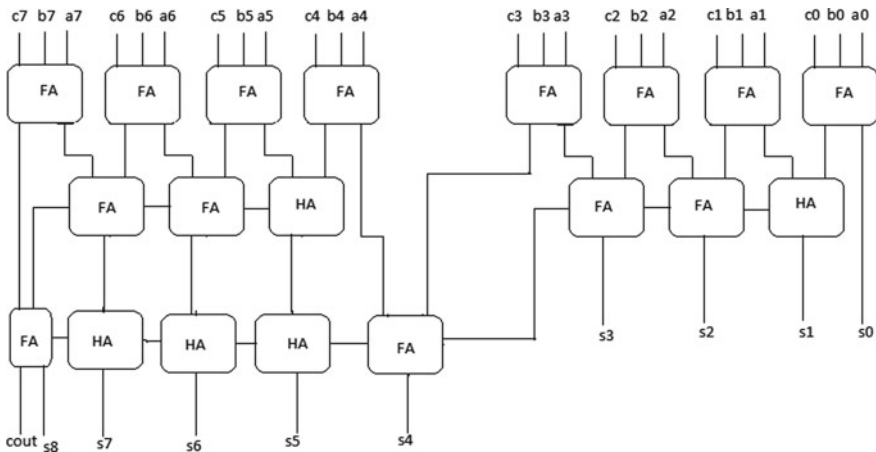 c7 b7 a7 c6 b6 a6 c5 b5 a5 c4 b4 a4 c3 b3 a3 c2 b2 a2 c1 b1 a1 c0 b0 a0
FA FA FA FA FA FA FA FA
FA FA HA FA FA HA
FA HA HA HA FA
s3 s2 s1 s0
cout s8 s7 s6 s5 s4